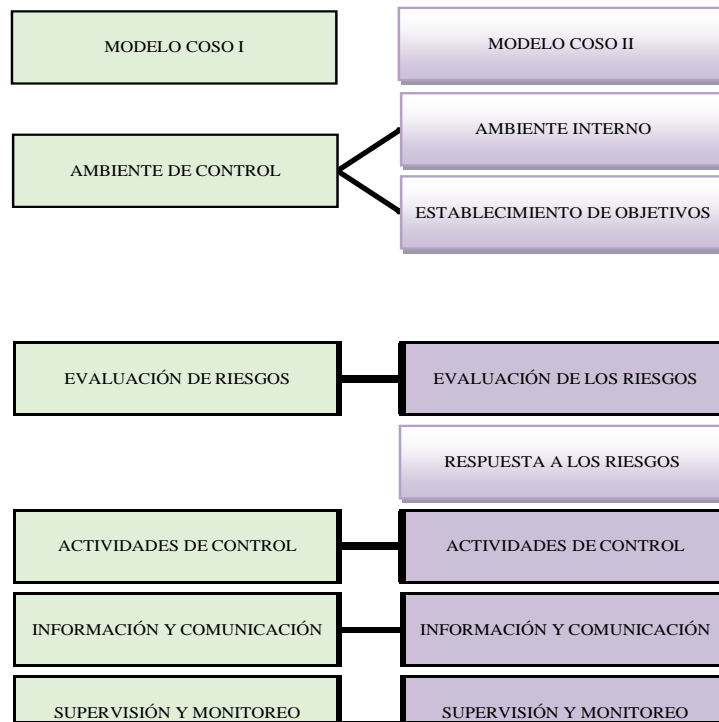 MODELO COSO I
MODELO COSO II
AMBIENTE DE CONTROL
AMBIENTE INTERNO
ESTABLECIMIENTO DE OBJETIVOS
EVALUACIÓN DE RIESGOS
EVALUACIÓN DE LOS RIESGOS
RESPUESTA A LOS RIESGOS
ACTIVIDADES DE CONTROL
ACTIVIDADES DE CONTROL
INFORMACIÓN Y COMUNICACIÓN
INFORMACIÓN Y COMUNICACIÓN
SUPERVISIÓN Y MONITOREO
SUPERVISIÓN Y MONITOREO